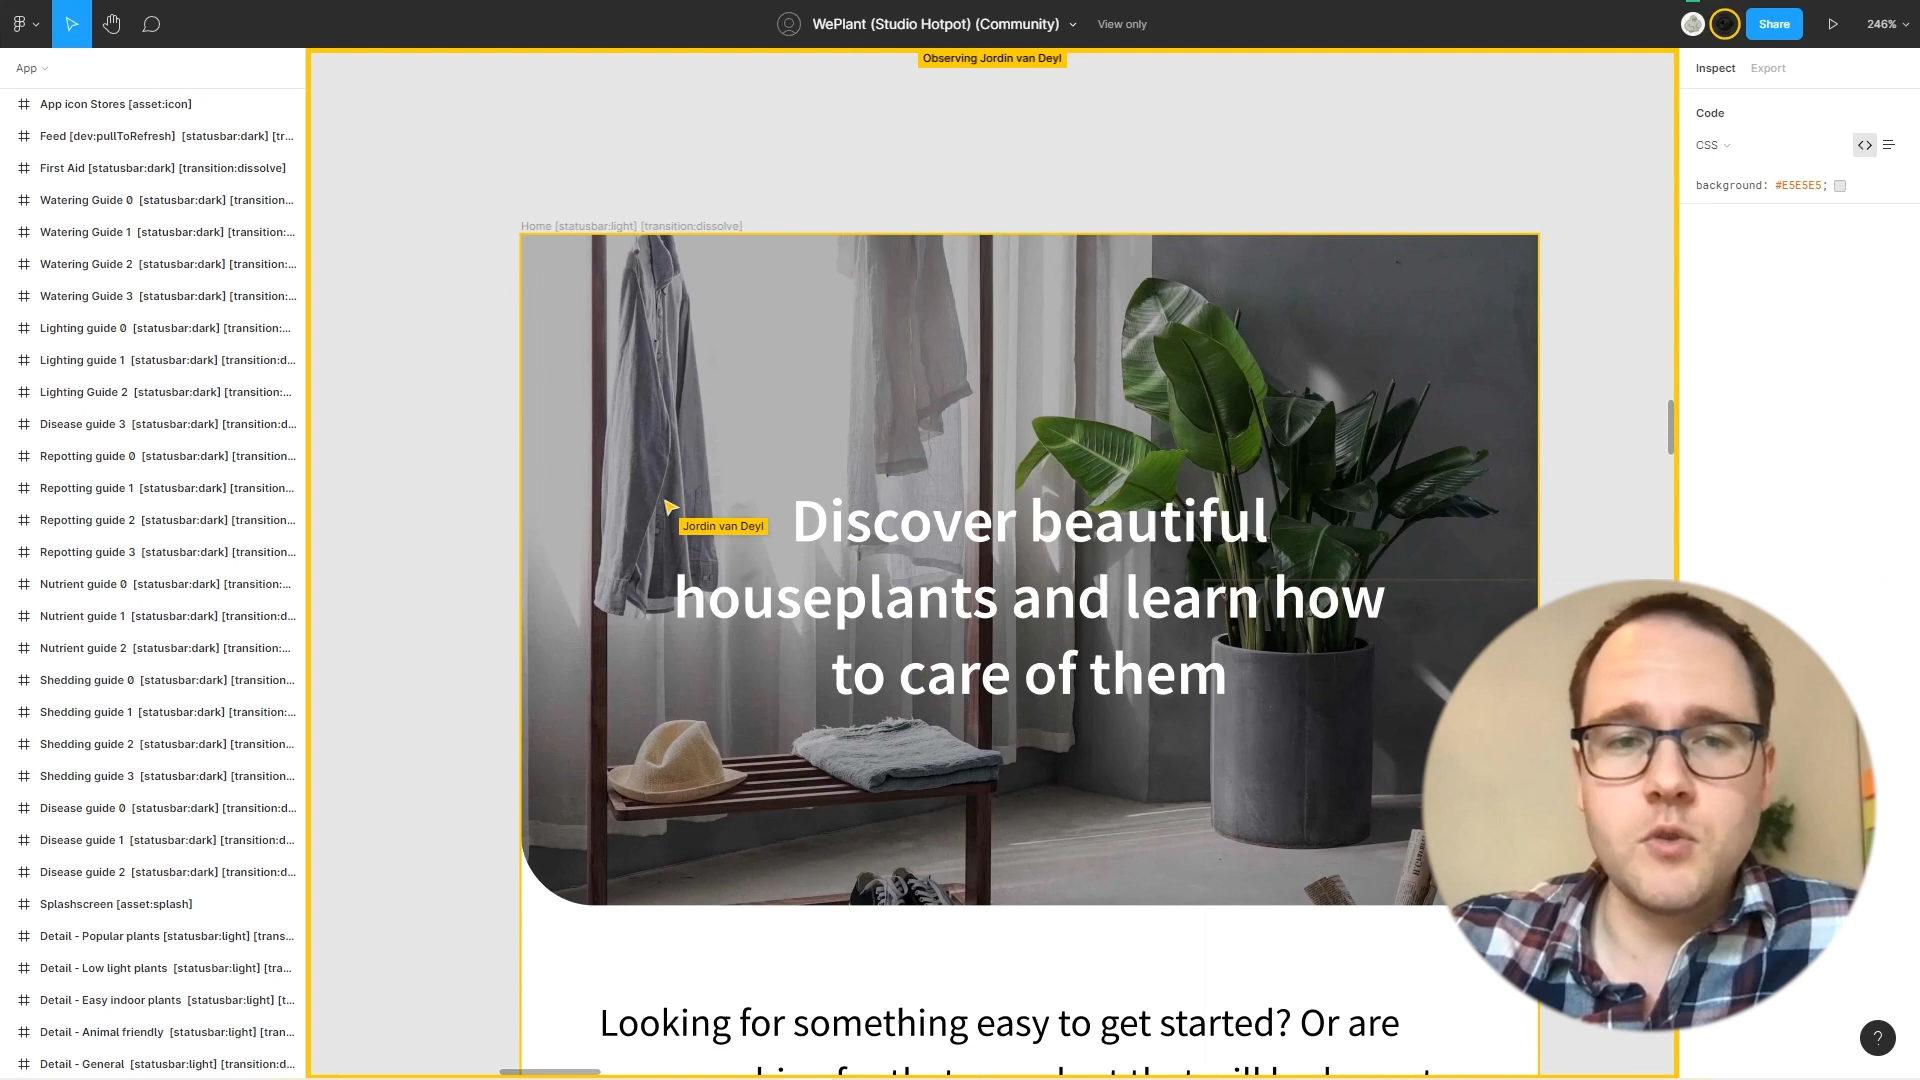 WePlant (Studio Hotpot) (Community)
View only
Share
246%
App
Observing Jordin van Deyl
Inspect
Export
App icon Stores [asset:icon]
Feed [dev:pullToRefresh] [statusbar:dark] [tr...
First Aid [statusbar:dark] [transition:dissolve]
Watering Guide 0 [statusbar:dark] [transition...
Watering Guide 1 [statusbar:dark] [transition:...
Watering Guide 2 [statusbar:dark] [transition...
Watering Guide 3 [statusbar:dark] [transition:...
Lighting guide 0 [statusbar:dark] [transition:...
Lighting guide 1 [statusbar:dark] [transition:d...
Lighting Guide 2 [statusbar:dark] [transition:...
Disease guide 3 [statusbar:dark] [transition:d...
Repotting guide 0 [statusbar:dark] [transition...
Repotting guide 1 [statusbar:dark] [transition...
Repotting guide 2 [statusbar:dark] [transition...
Repotting guide 3 [statusbar:dark] [transition...
Nutrient guide 0 [statusbar:dark] [transition:...
Nutrient guide 1 [statusbar:dark] [transition:d...
Nutrient guide 2 [statusbar:dark] [transition:...
Shedding guide 0 [statusbar:dark] [transition...
Shedding guide 1 [statusbar:dark] [transition:...
Shedding guide 2 [statusbar:dark] [transition...
Shedding guide 3 [statusbar:dark] [transition...
Disease guide 0 [statusbar:dark] [transition:d...
Disease guide 1 [statusbar:dark] [transition:d...
Disease guide 2 [statusbar:dark] [transition:d...
Splashscreen [asset:splash]
Detail - Popular plants [statusbar:light] [trans...
Detail - Low light plants [statusbar:light] [tra...
Detail - Easy indoor plants [statusbar:light] [t...
Detail - Animal friendly [statusbar:light] [tran...
Detail - General [statusbar:light] [transition:d...
Home [statusbar:light] [transition:dissolve]
Jordin van Deyl
Discover beautiful
houseplants and learn how
to care of them
Looking for something easy to get started? Or are
Code
CSS
background: #E5E5E5;
?